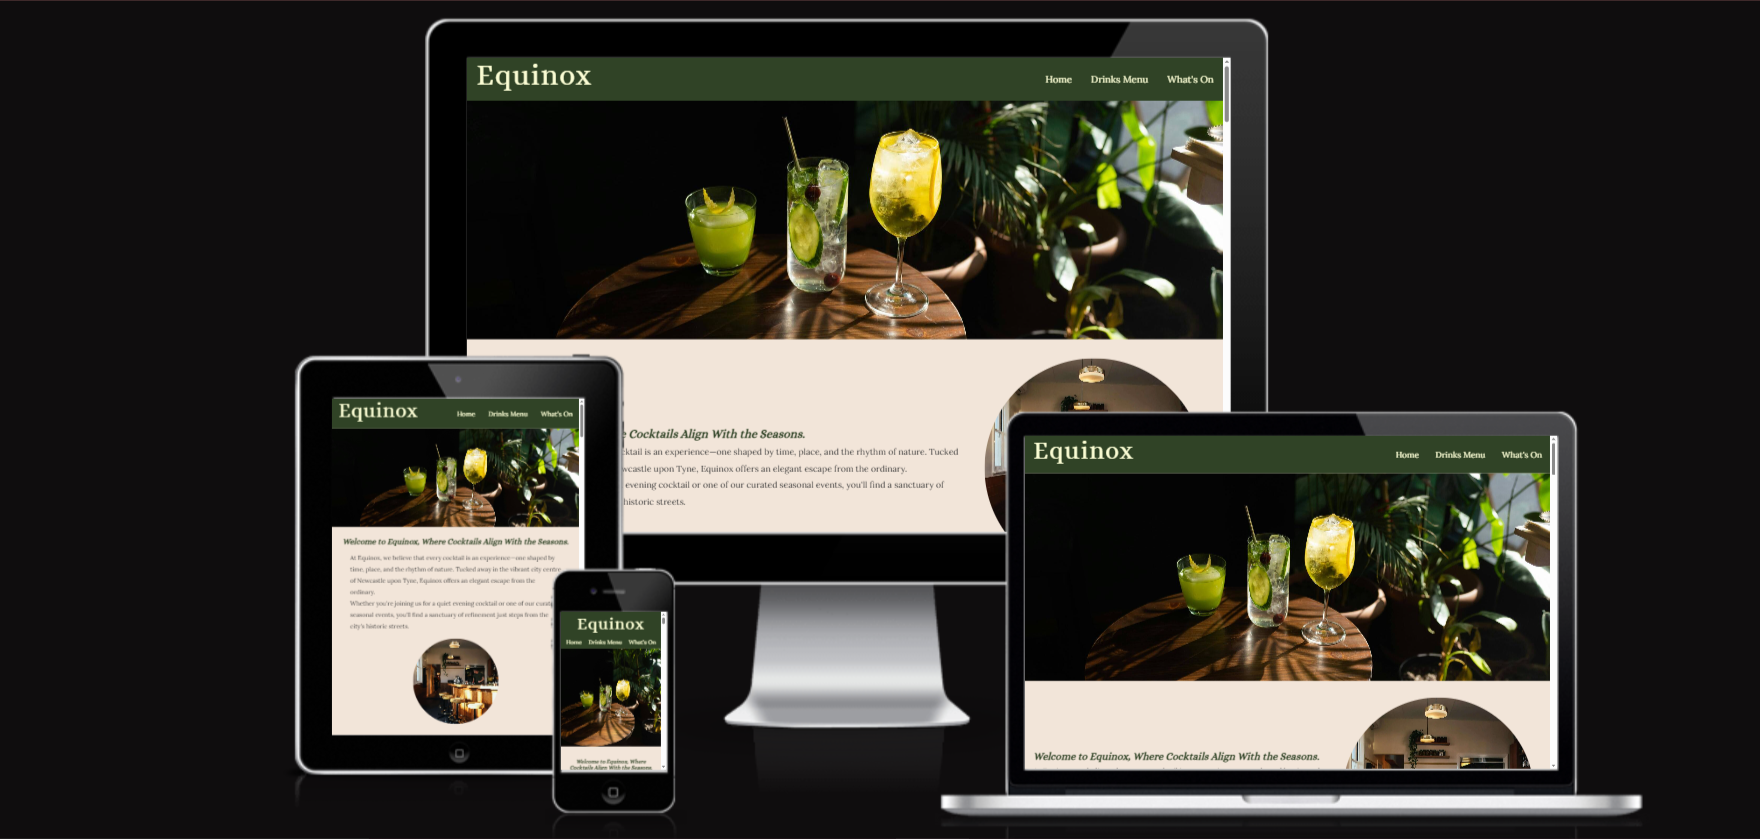 Equinox
Home Drinks Menu What's On
Cocktails Align With the Seasons.
is an experience—one shaped by time, place, and the rhythm of nature. Tucked
upon Tyne, Equinox offers an elegant escape from the ordinary.
evening cocktail or one of our curated seasonal events, you'll find a sanctuary of
historic streets.
Equinox
Home Drinks Menu What's On
Welcome to Equinox, Where Cocktails Align With the Seasons.
At Equinox, we believe that every cocktail is an experience—one shaped by
time, place, and the rhythm of nature. Tucked away in the vibrant city centre
of Newcastle upon Tyne, Equinox offers an elegant escape from the
ordinary.
Whether you're joining us for a quiet evening cocktail or one of our
seasonal events, you'll find a sanctuary of refinement just steps from the
city's historic streets.
Equinox
Home Drinks Menu What's On
Welcome to Equinox, Where
Cocktails Align With the Seasons.
Equinox
Home Drinks Menu What's On
Welcome to Equinox, Where Cocktails Align With the Seasons.